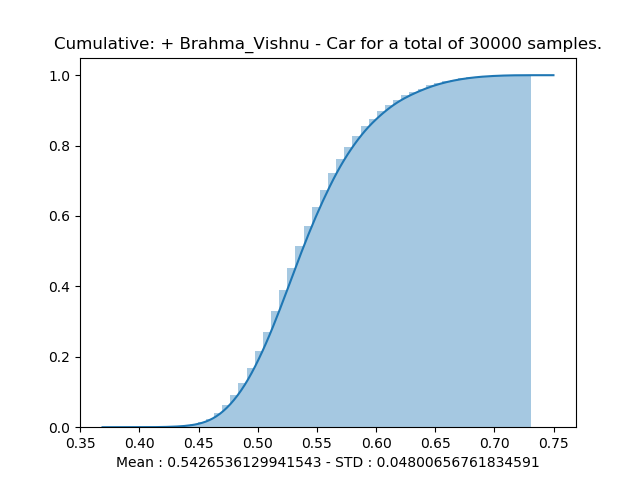 Cumulative: + Brahma_Vishnu - Car for a total of 30000 samples.
1.0
0.8
0.6
0.4
0.2
0.0
0.35 0.40 0.45 0.50 0.55 0.60 0.65 0.70 0.75
Mean : 0.5426536129941543 - STD : 0.04800656761834591